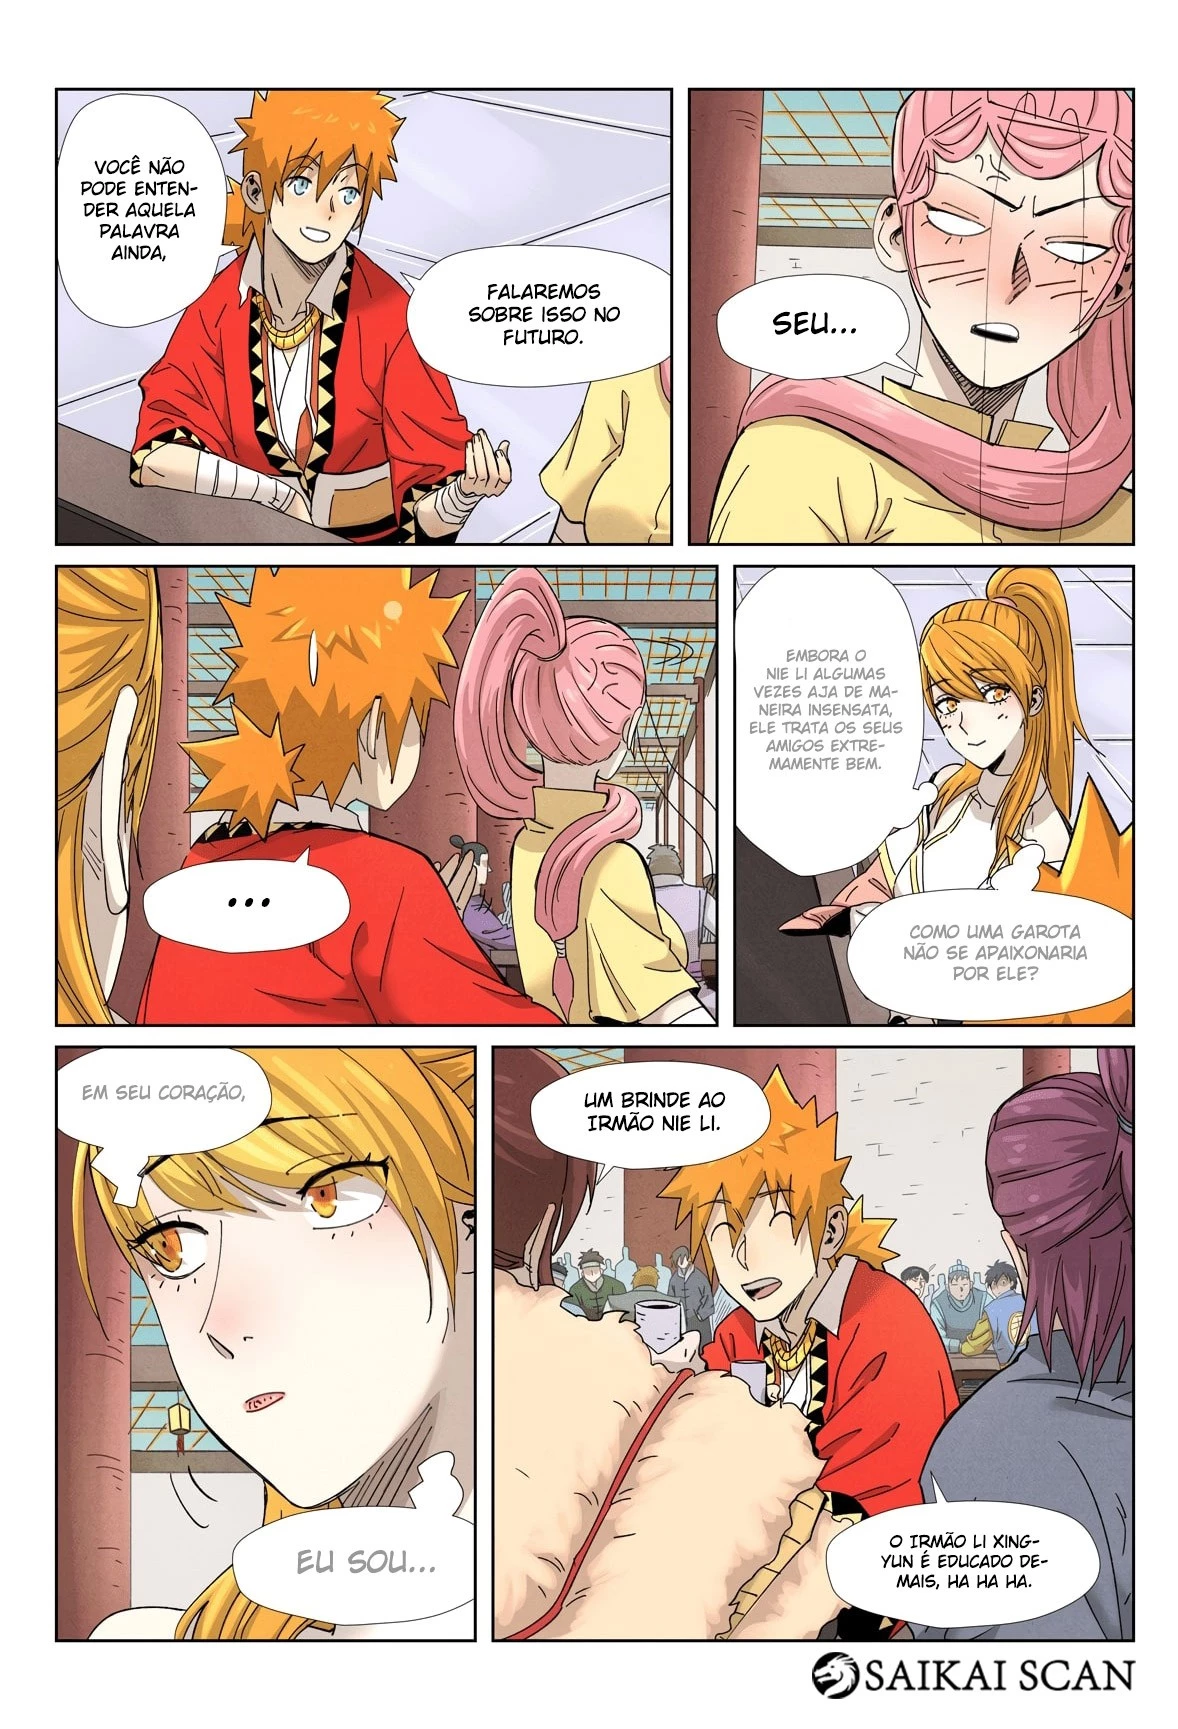 VOCÊ NÃO
PODE ENTEN-
DER AQUELA
PALAVRA
AINDA,
FALAREMOS
SOBRE ISSO NO
FUTURO.
SEU...
...
EMBORA O
NIE LI ALGUMAS
VEZES AJA DE MA-
NEIRA INSENSATA,
ELE TRATA OS SEUS
AMIGOS EXTRE-
MAMENTE BEM.
COMO UMA GAROTA
NÃO SE APAIXONARIA
POR ELE?
EM SEU CORAÇÃO,
EU SOU...
UM BRINDE AO
IRMÃO NIE LI.
O IRMÃO LI XING-
YUN É EDUCADO DE-
MAIS, HA HA HA.
SAIKAI SCAN